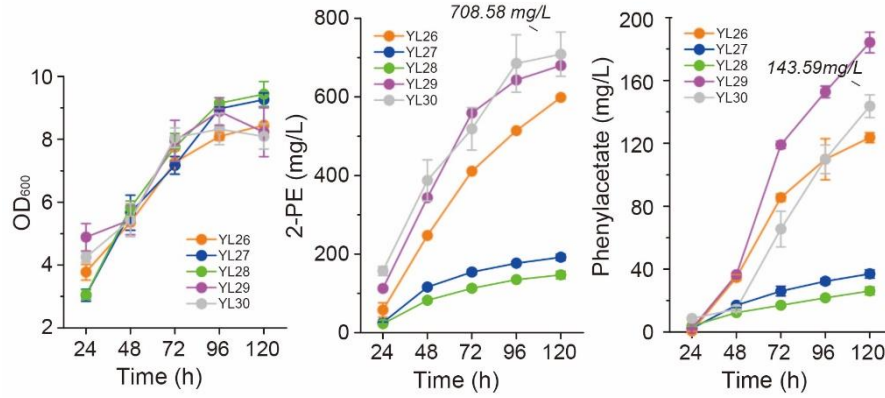 OD600
10
8
6
4
2
YL26
YL27
YL28
YL29
YL30
24 48 72 96 120
Time (h)
2-PE (mg/L)
800
600
400
200
0
708.58 mg/L
YL26
YL27
YL28
YL29
YL30
24 48 72 96 120
Time (h)
Phenylacetate (mg/L)
200
160
120
80
40
0
YL26
YL27
YL28
YL29
YL30
143.59mg/L
24 48 72 96 120
Time (h)